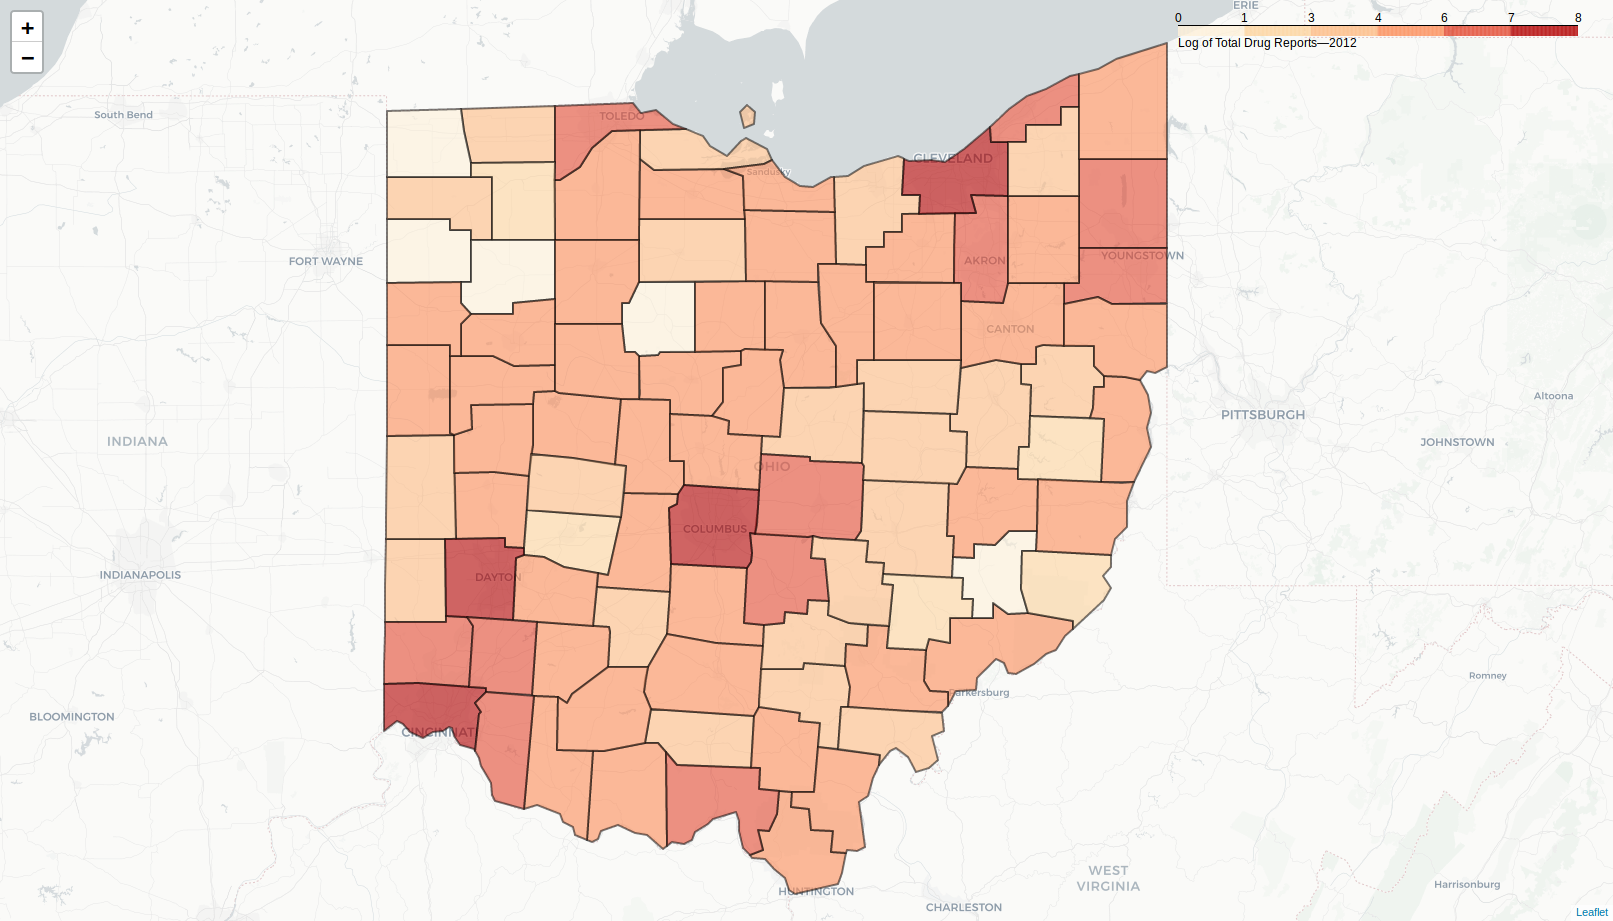 +
−
ERIE
0 1 3 4 6 7 8
Log of Total Drug Reports—2012
South Bend
TOLEDO
CLEVELAND
Sandusky
FORT WAYNE
AKRON
YOUNGSTOWN
CANTON
Altoona
PITTSBURGH
INDIANA
JOHNSTOWN
OHIO
COLUMBUS
INDIANAPOLIS
DAYTON
Romney
arkersburg
BLOOMINGTON
CINCINNAT
WEST
VIRGINIA
Harrisonburg
HUNTINGTON
CHARLESTON
Leaflet